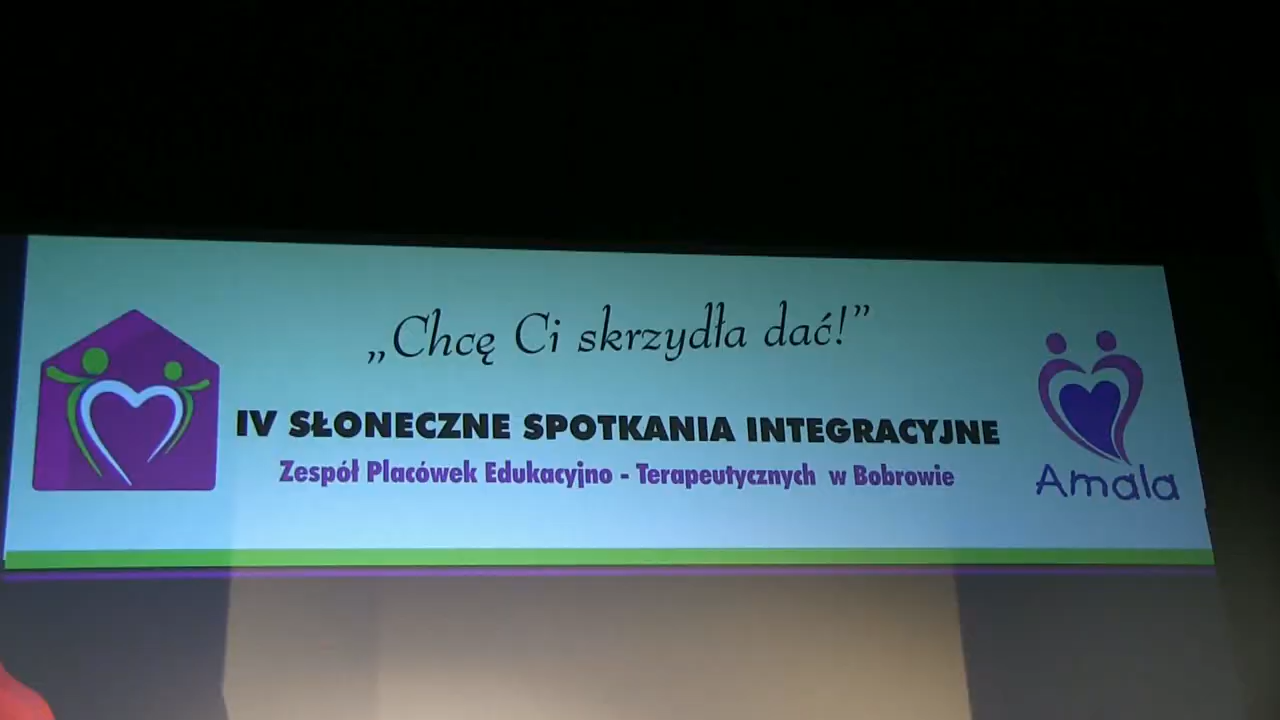 „Chcę Ci skrzydła dać!”
IV SŁONECZNE SPOTKANIA INTEGRACYJNE
Zespół Placówek Edukacyjno - Terapeutycznych w Bobrowie
Amala